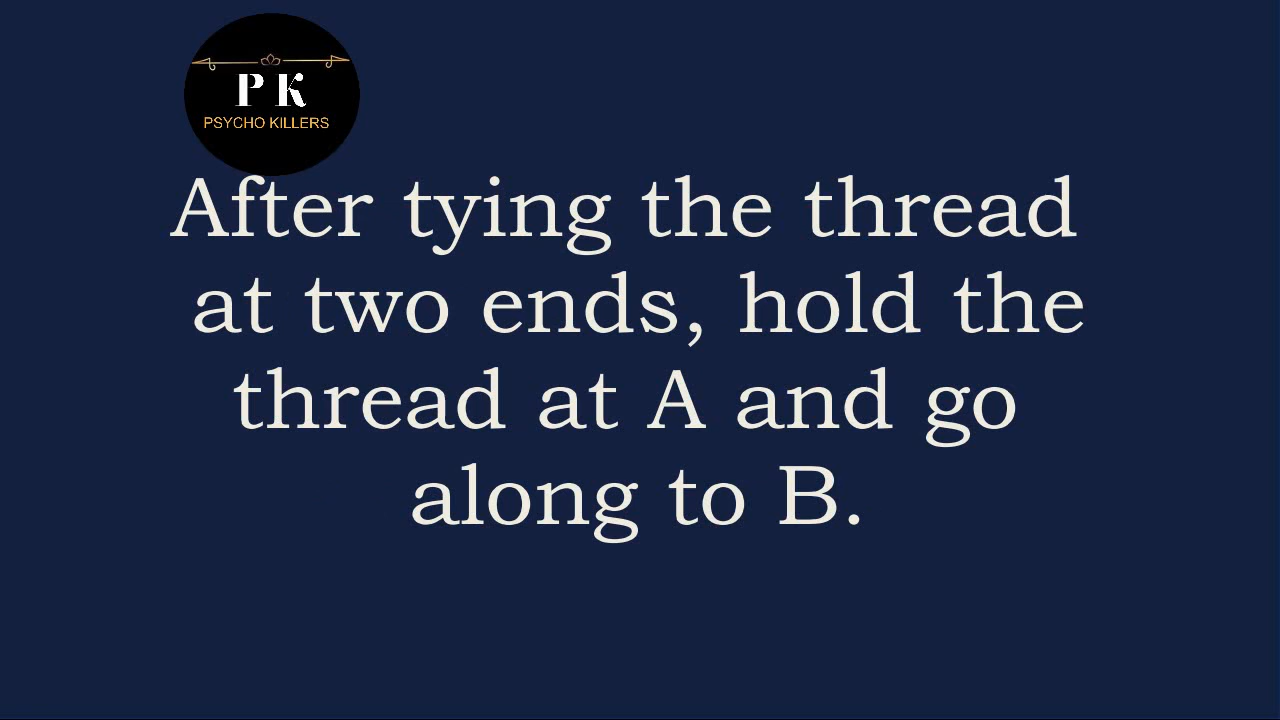 P K
PSYCHO KILLERS
After tying the thread
at two ends, hold the
thread at A and go
along to B.